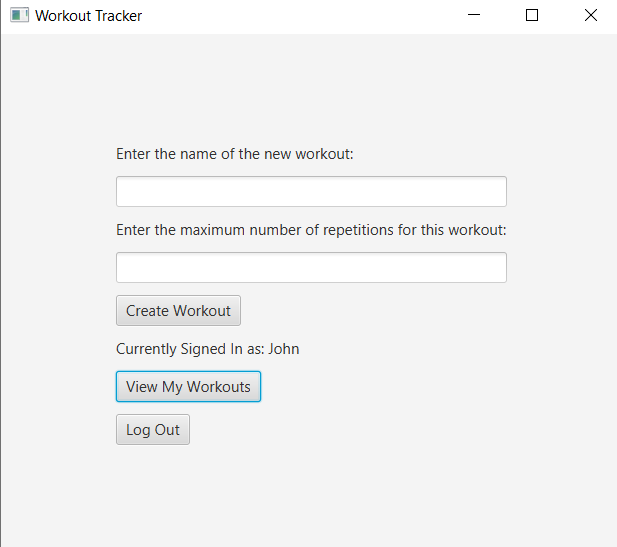 Workout Tracker
Enter the name of the new workout:
Enter the maximum number of repetitions for this workout:
Create Workout
Currently Signed In as: John
View My Workouts
Log Out